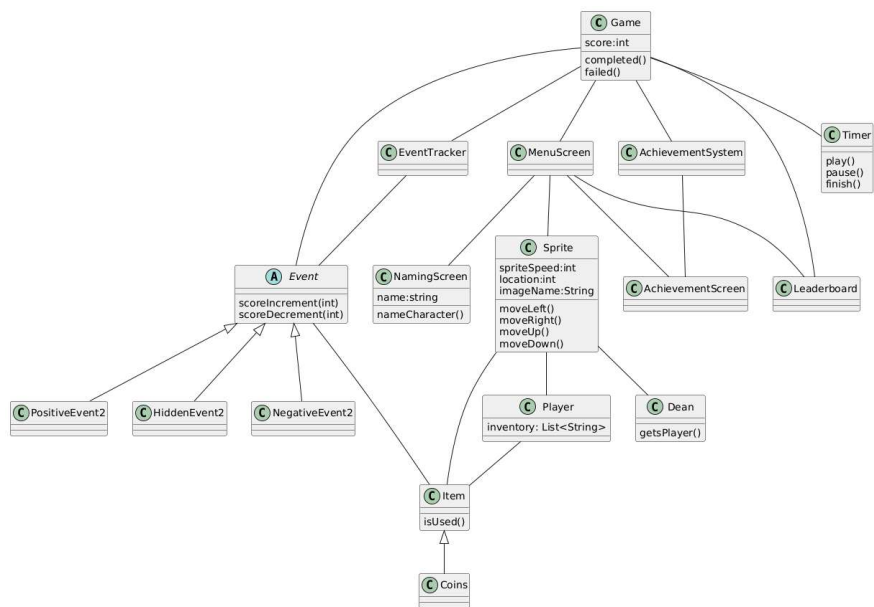 C Game
score:int
completed()
failed()
C Timer
play()
pause()
finish()
C EventTracker
C MenuScreen
C AchievementSystem
A Event
scoreIncrement(int)
scoreDecrement(int)
C NamingScreen
name:string
nameCharacter()
C Sprite
spriteSpeed:int
location:int
imageName:String
moveLeft()
moveRight()
moveUp()
moveDown()
C AchievementScreen
C Leaderboard
C PositiveEvent2
C HiddenEvent2
C NegativeEvent2
C Player
inventory: List<String>
C Dean
getsPlayer()
C Item
isUsed()
C Coins